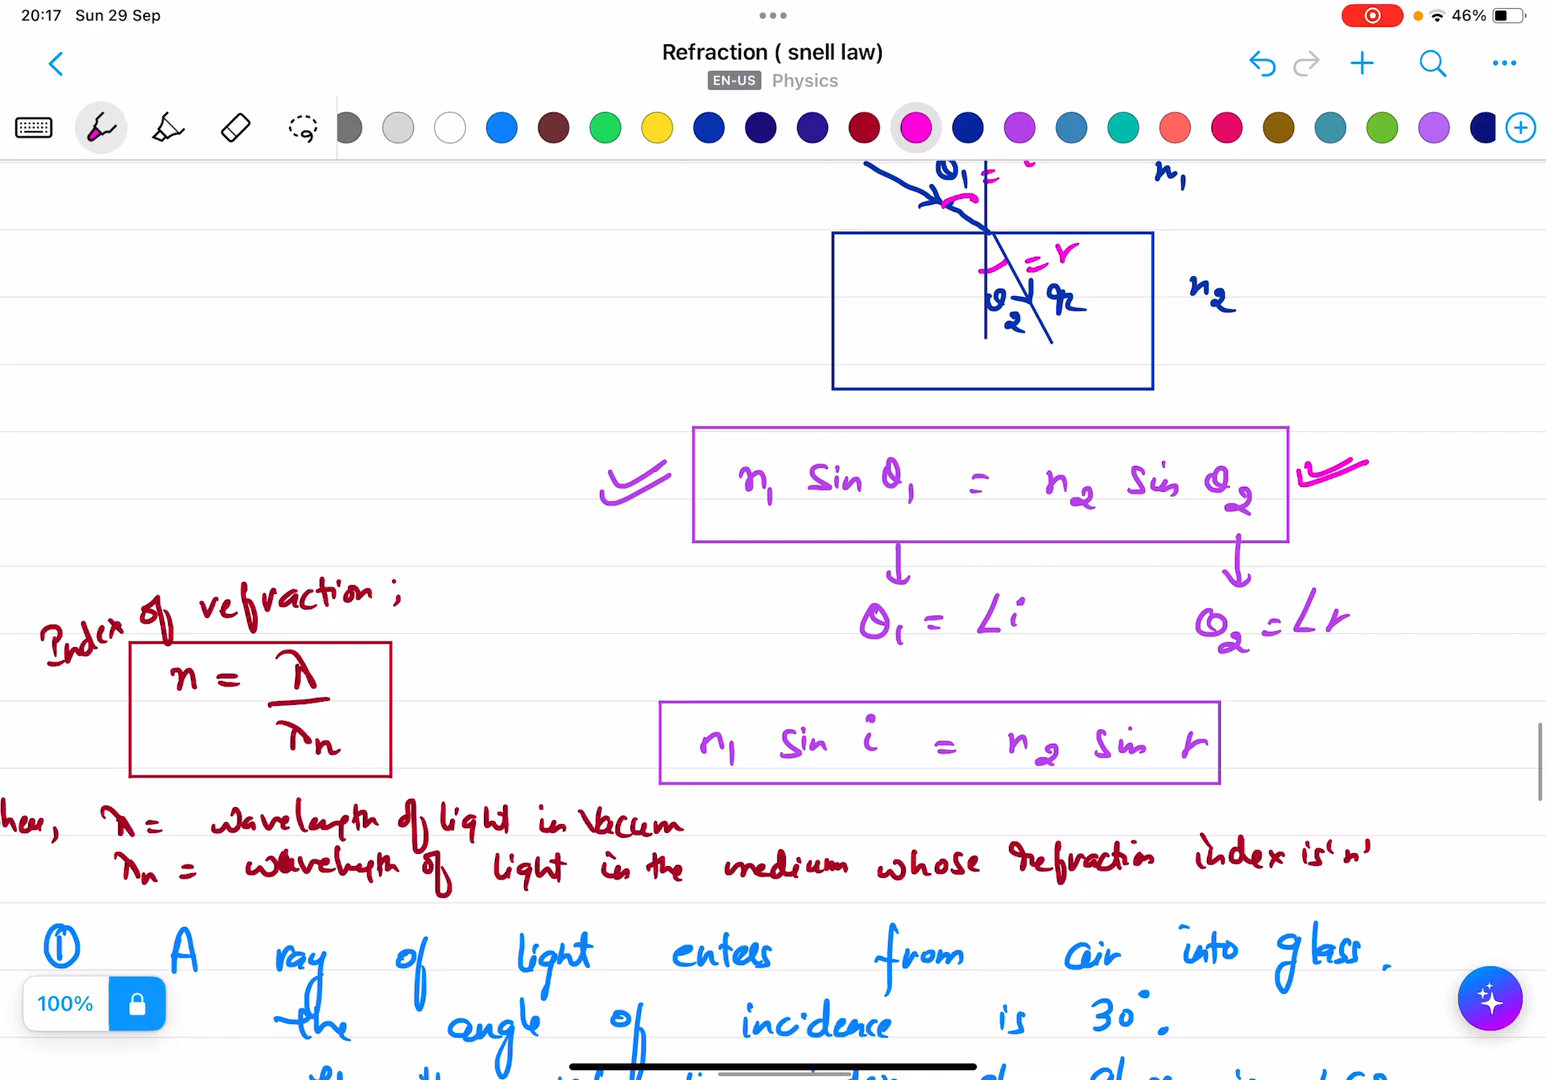 20:17 Sun 29 Sep
46%
Refraction ( snell law)
EN-US Physics
θ1 =
n1
= r
θ2
n2
n1 sin θ1 = n2 sin θ2
θ1 = ∠i
θ2 = ∠r
Index of refraction ;
n = λ / λn
n1 sin i = n2 sin r
λ = wavelength of light in Vaccum
λn = wavelength of light in the medium whose refraction index is 'n'
① A ray of light enters from air into glass.
100%
the angle of incidence is 30°.